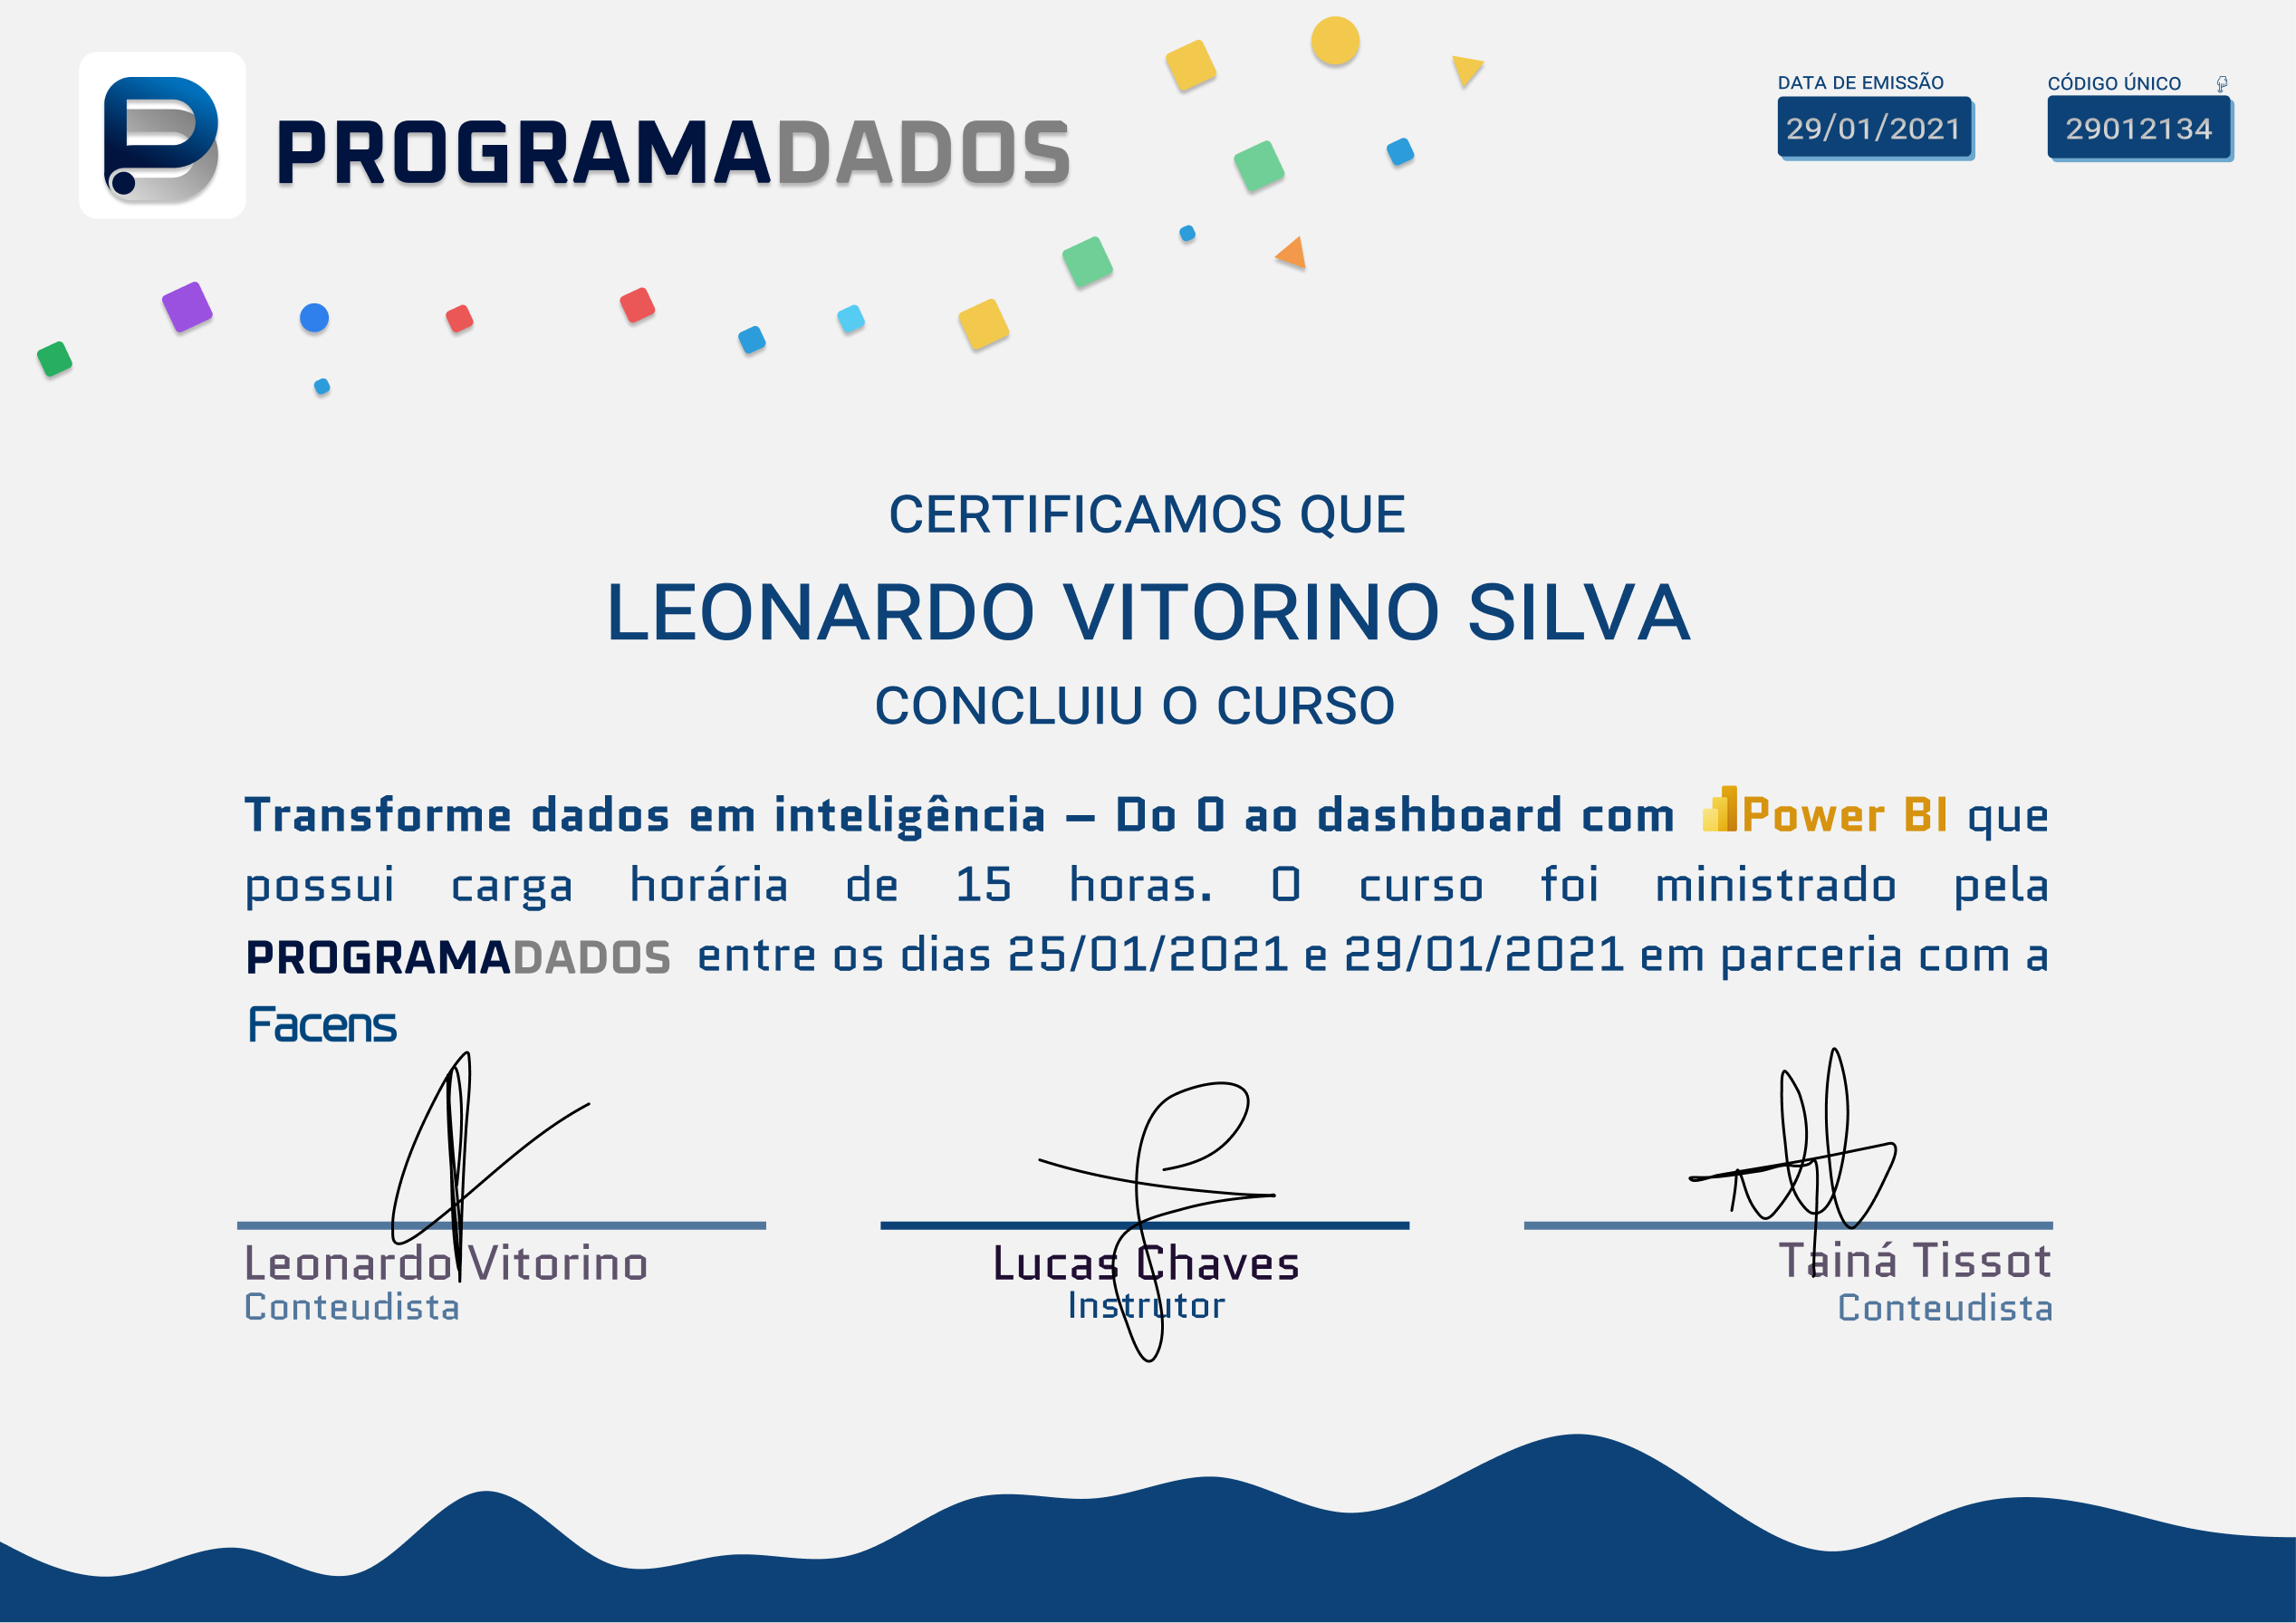 PROGRAMADADOS
DATA DE EMISSÃO
29/01/2021
CÓDIGO ÚNICO
29012134
CERTIFICAMOS QUE
LEONARDO VITORINO SILVA
CONCLUIU O CURSO
Transforme dados em inteligência – Do 0 ao dashboard com Power BI que
possui carga horária de 15 horas. O curso foi ministrado pela
PROGRAMADADOS entre os dias 25/01/2021 e 29/01/2021 em parceria com a
Facens
Leonardo Vitorino
Conteudista
Lucas Chaves
Instrutor
Tainá Tissot
Conteudista